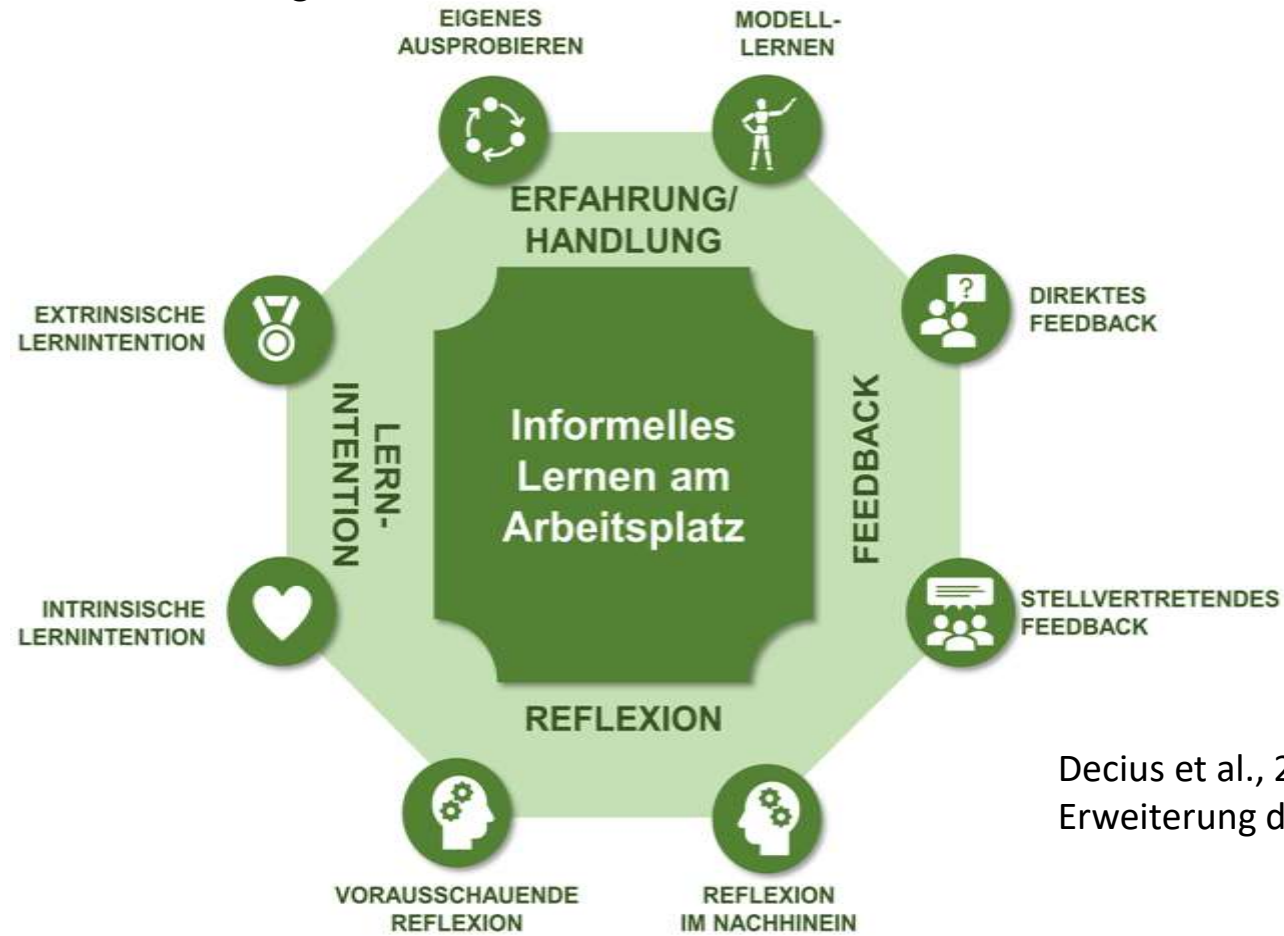 EIGENES
AUSPROBIEREN
MODELL-
LERNEN
ERFAHRUNG/
HANDLUNG
EXTRINSISCHE
LERNINTENTION
?
DIREKTES
FEEDBACK
LERN-
INTENTION
Informelles
Lernen am
Arbeitsplatz
FEEDBACK
INTRINSISCHE
LERNINTENTION
STELLVERTRETENDES
FEEDBACK
REFLEXION
VORAUSSCHAUENDE
REFLEXION
REFLEXION
IM NACHHINEIN
Decius et al., 2
Erweiterung d